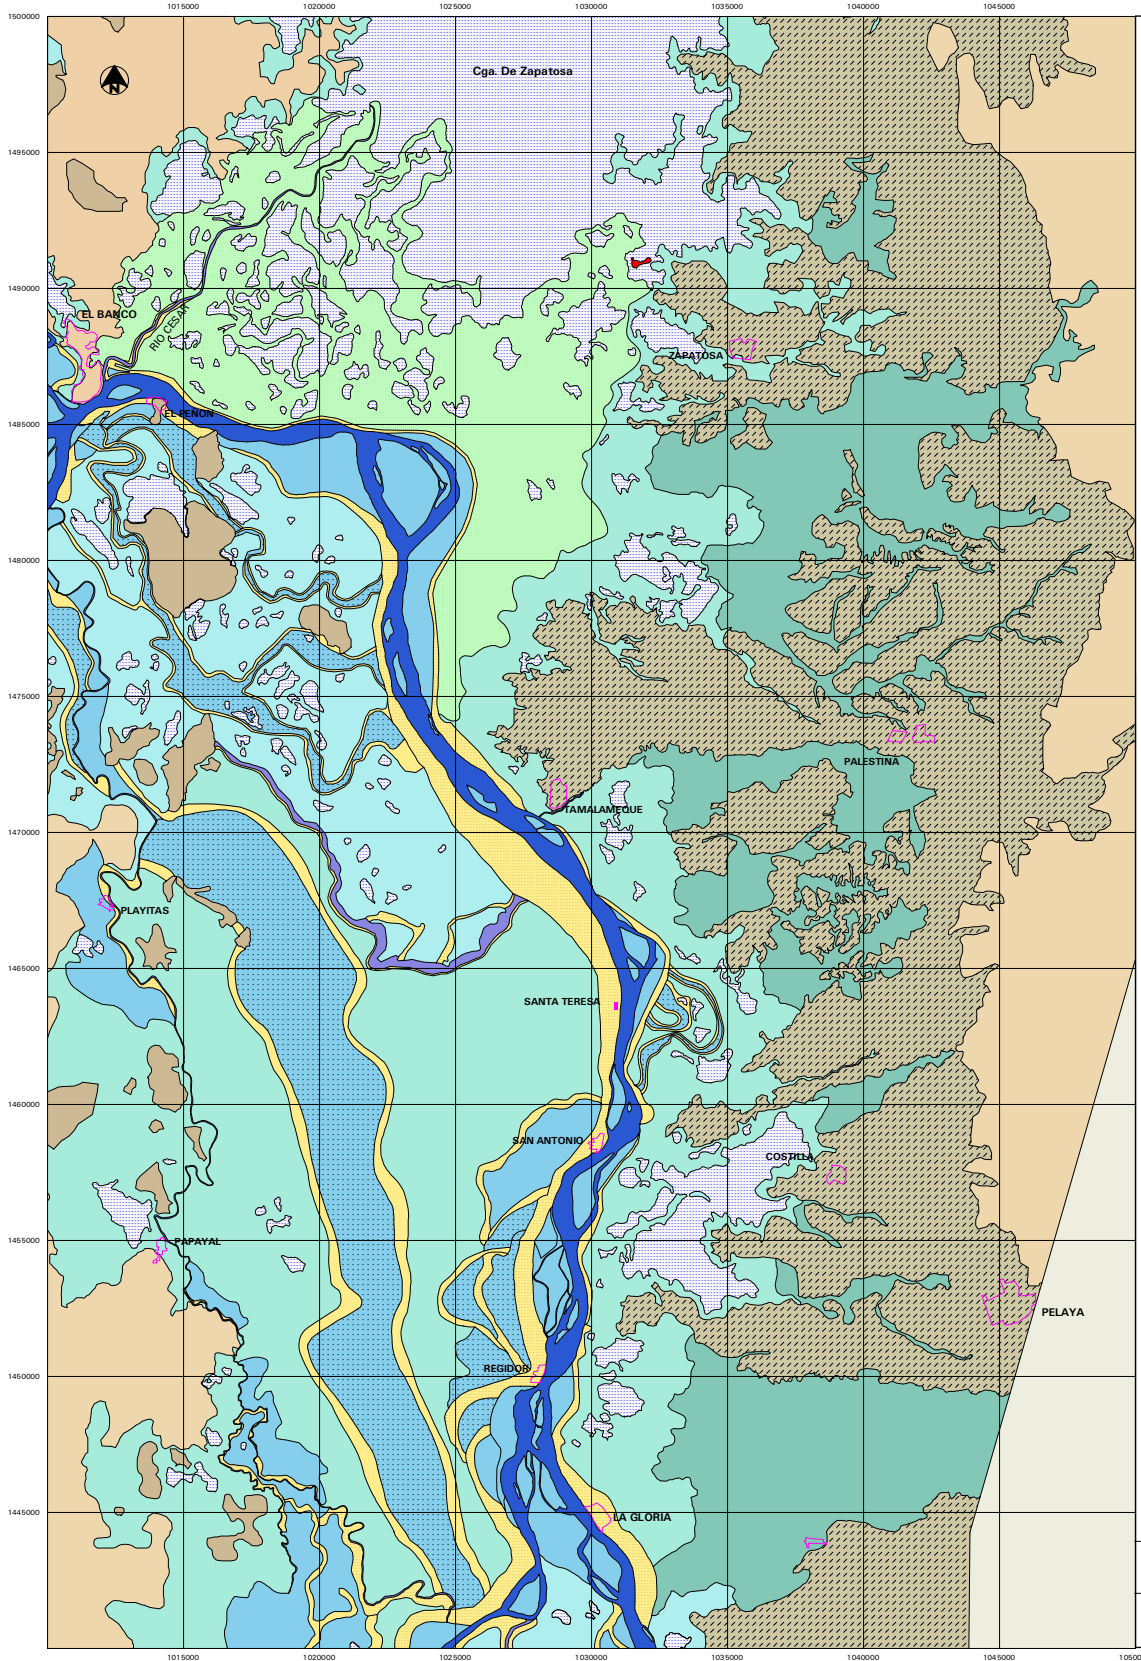 1015000 1020000 1025000 1030000 1035000 1040000 1045000
1500000
Cga. De Zapatosa
N
1495000
1490000
EL BANCO
RIO CESAR
ZAPATOSA
EL PEÑON
1485000
1480000
1475000
PALESTINA
TAMALAMEQUE
1470000
PLAYITAS
1465000
SANTA TERESA
1460000
SAN ANTONIO
COSTILLA
1455000
PAPAYAL
PELAYA
REGIDOR
1450000
1445000
LA GLORIA
1015000 1020000 1025000 1030000 1035000 1040000 1045000